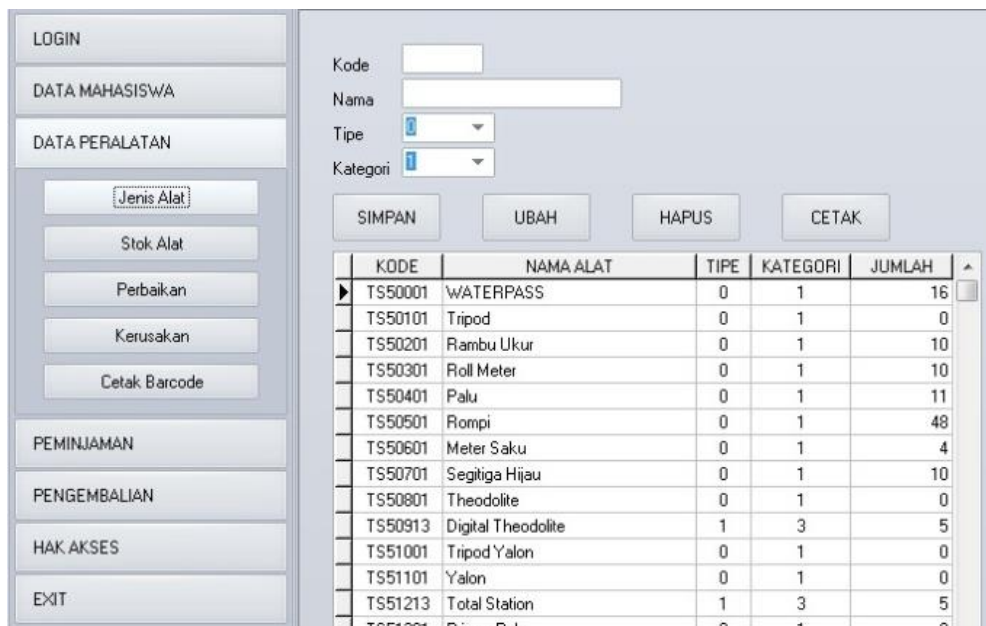 LOGIN
DATA MAHASISWA
DATA PERALATAN
Jenis Alat
Stok Alat
Perbaikan
Kerusakan
Cetak Barcode
PEMINJAMAN
PENGEMBALIAN
HAK AKSES
EXIT
Kode
Nama
Tipe 0
Kategori 1
SIMPAN UBAH HAPUS CETAK
KODE NAMA ALAT TIPE KATEGORI JUMLAH
TS50001 WATERPASS 0 1 16
TS50101 Tripod 0 1 0
TS50201 Rambu Ukur 0 1 10
TS50301 Roll Meter 0 1 10
TS50401 Palu 0 1 11
TS50501 Rompi 0 1 48
TS50601 Meter Saku 0 1 4
TS50701 Segitiga Hijau 0 1 10
TS50801 Theodolite 0 1 0
TS50913 Digital Theodolite 1 3 5
TS51001 Tripod Yalon 0 1 0
TS51101 Yalon 0 1 0
TS51213 Total Station 1 3 5